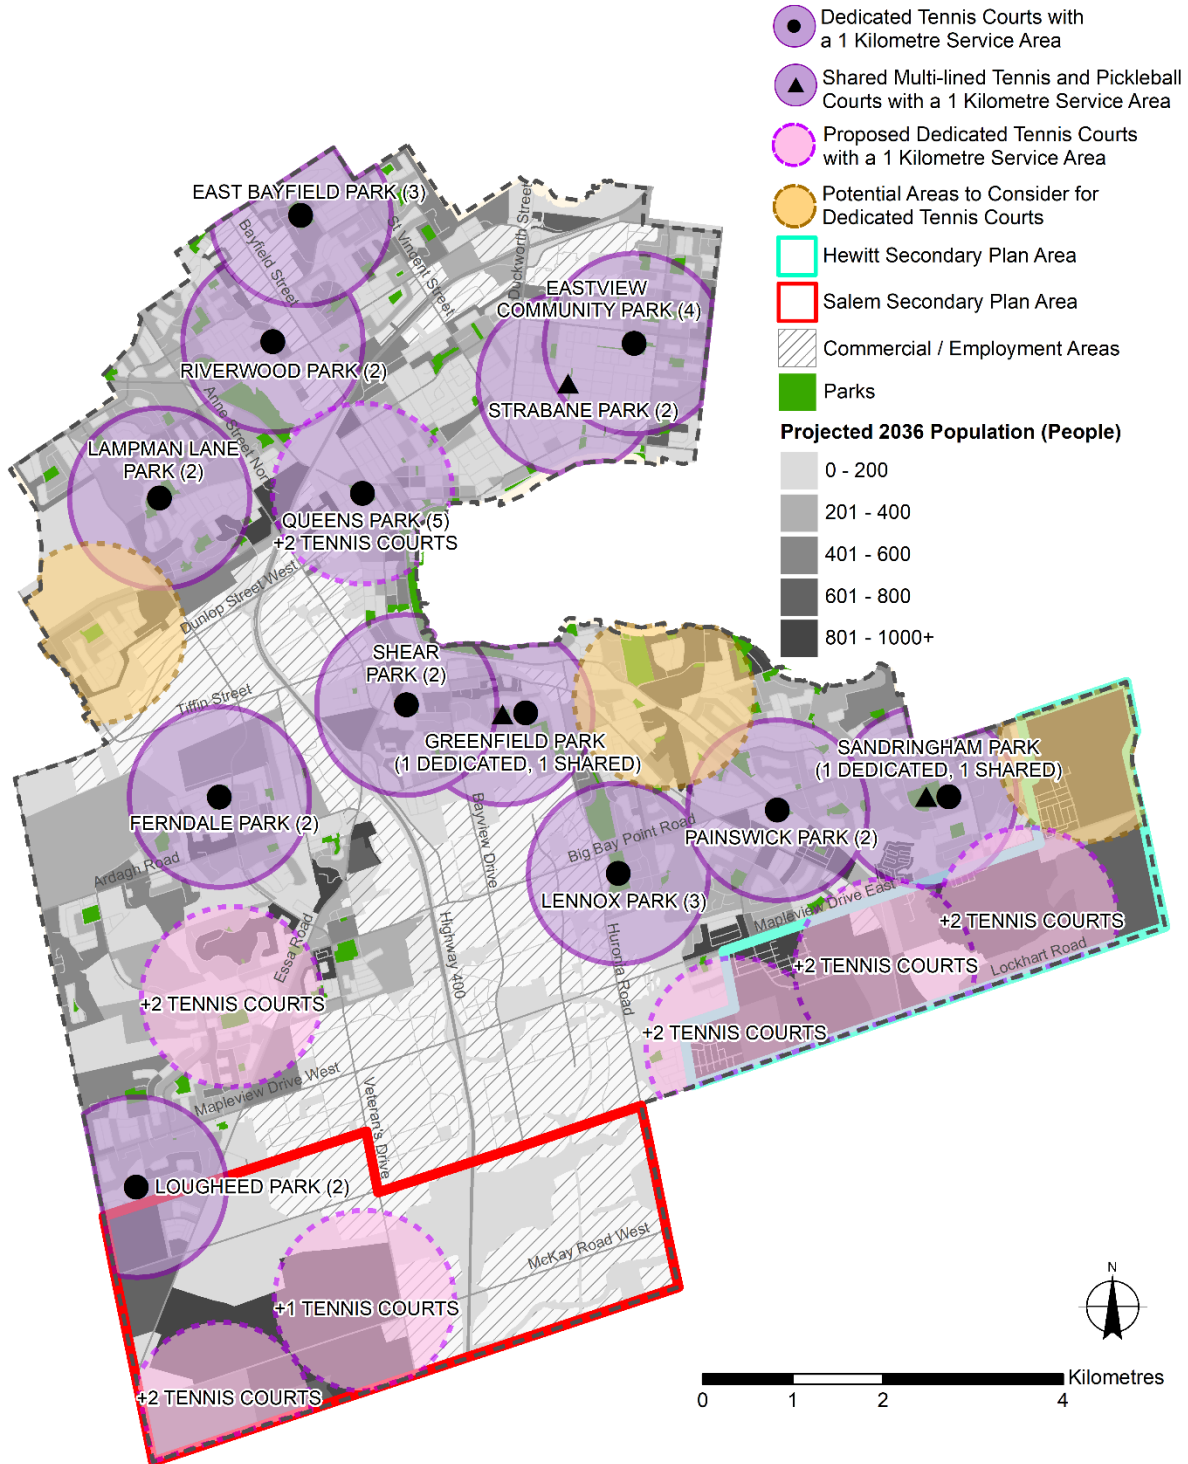 Dedicated Tennis Courts with
a 1 Kilometre Service Area
Shared Multi-lined Tennis and Pickleball
Courts with a 1 Kilometre Service Area
Proposed Dedicated Tennis Courts
with a 1 Kilometre Service Area
Potential Areas to Consider for
Dedicated Tennis Courts
Hewitt Secondary Plan Area
Salem Secondary Plan Area
Commercial / Employment Areas
Parks
Projected 2036 Population (People)
0 - 200
201 - 400
401 - 600
601 - 800
801 - 1000+
EAST BAYFIELD PARK (3)
Bayfield Street
St Vincent Street
Duckworth Street
EASTVIEW
COMMUNITY PARK (4)
RIVERWOOD PARK (2)
STRABANE PARK (2)
Anne Street North
LAMPMAN LANE
PARK (2)
QUEENS PARK (5)
+2 TENNIS COURTS
Dunlop Street West
SHEAR
PARK (2)
Tiffin Street
GREENFIELD PARK
(1 DEDICATED, 1 SHARED)
SANDRINGHAM PARK
(1 DEDICATED, 1 SHARED)
FERNDALE PARK (2)
Bayview Drive
Big Bay Point Road
PAINSWICK PARK (2)
Ardagh Road
LENNOX PARK (3)
Mapleview Drive East
+2 TENNIS COURTS
Essa Road
Highway 400
Huronia Road
+2 TENNIS COURTS
Lockhart Road
+2 TENNIS COURTS
+2 TENNIS COURTS
Mapleview Drive West
Veteran's Drive
LOUGHEED PARK (2)
McKay Road West
+1 TENNIS COURTS
+2 TENNIS COURTS
N
Kilometres
0
1
2
4